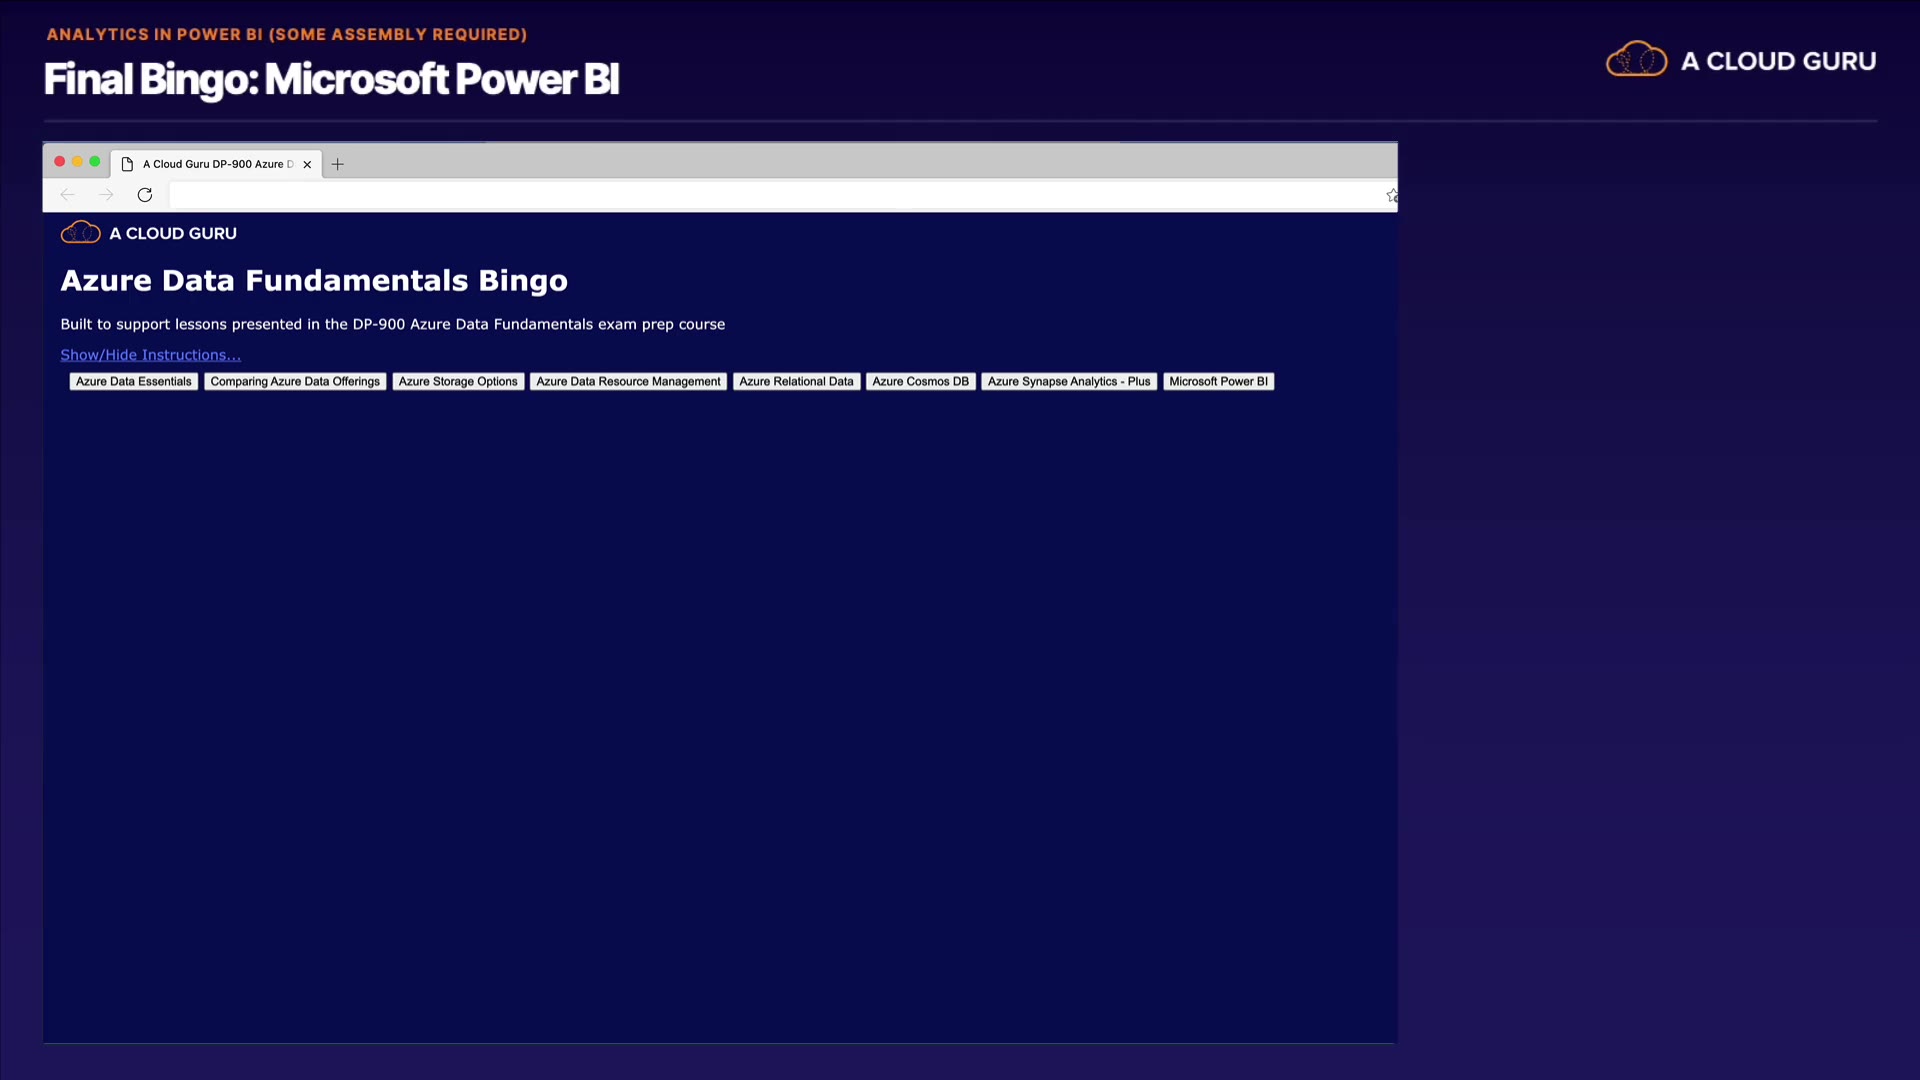 ANALYTICS IN POWER BI (SOME ASSEMBLY REQUIRED)
Final Bingo: Microsoft Power BI
A CLOUD GURU
A Cloud Guru DP-900 Azure D
A CLOUD GURU
Azure Data Fundamentals Bingo
Built to support lessons presented in the DP-900 Azure Data Fundamentals exam prep course
Show/Hide Instructions...
Azure Data Essentials Comparing Azure Data Offerings Azure Storage Options Azure Data Resource Management Azure Relational Data Azure Cosmos DB Azure Synapse Analytics - Plus Microsoft Power BI